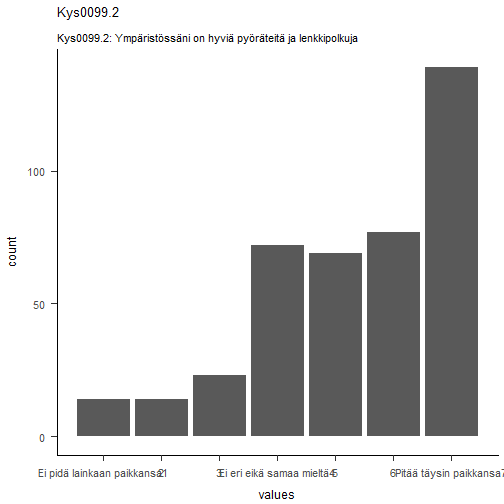 Kys0099.2
Kys0099.2: Ympäristössäni on hyviä pyöräteitä ja lenkkipolkuja
count
100
50
0
Ei pidä lainkaan paikkansa1 2 3 Ei eri eikä samaa mieltä4 5 6 Pitää täysin paikkansa7
values